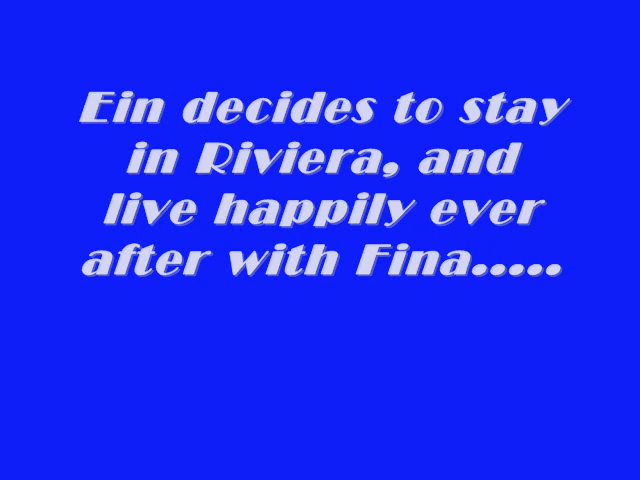 Ein decides to stay
in Riviera, and
live happily ever
after with Fina.....